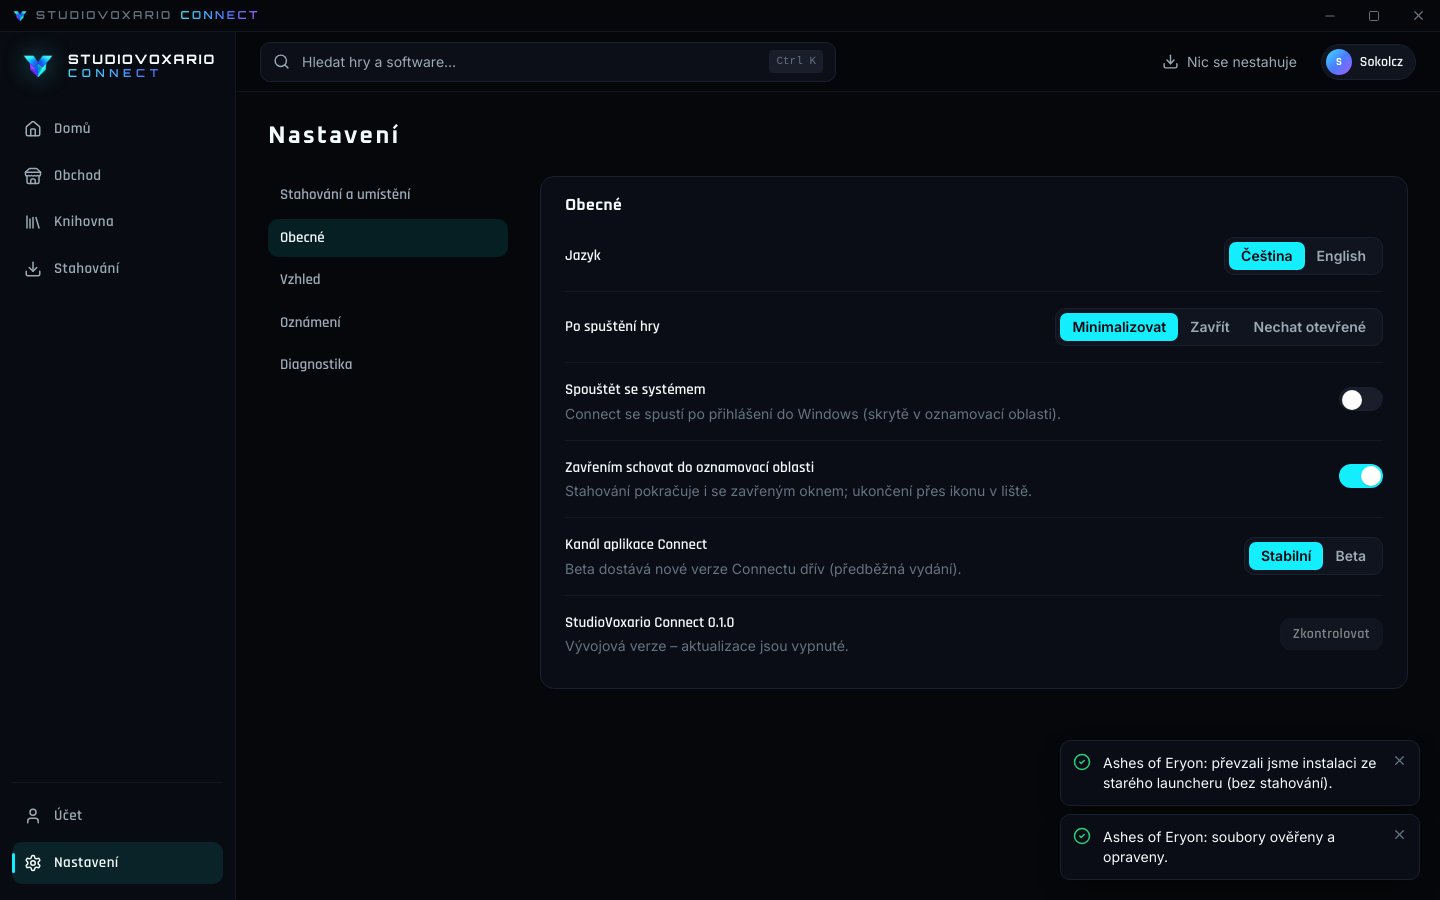 STUDIOVOXARIO CONNECT
STUDIOVOXARIO
CONNECT
Hledat hry a software...
Ctrl K
Nic se nestahuje
S
Sokolcz
Domů
Obchod
Knihovna
Stahování
Účet
Nastavení
Nastavení
Stahování a umístění
Obecné
Vzhled
Oznámení
Diagnostika
Obecné
Jazyk
Čeština
English
Po spuštění hry
Minimalizovat
Zavřít
Nechat otevřené
Spouštět se systémem
Connect se spustí po přihlášení do Windows (skrytě v oznamovací oblasti).
Zavřením schovat do oznamovací oblasti
Stahování pokračuje i se zavřeným oknem; ukončení přes ikonu v liště.
Kanál aplikace Connect
Beta dostává nové verze Connectu dřív (předběžná vydání).
Stabilní
Beta
StudioVoxario Connect 0.1.0
Vývojová verze – aktualizace jsou vypnuté.
Zkontrolovat
Ashes of Eryon: převzali jsme instalaci ze
starého launcheru (bez stahování).
Ashes of Eryon: soubory ověřeny a
opraveny.